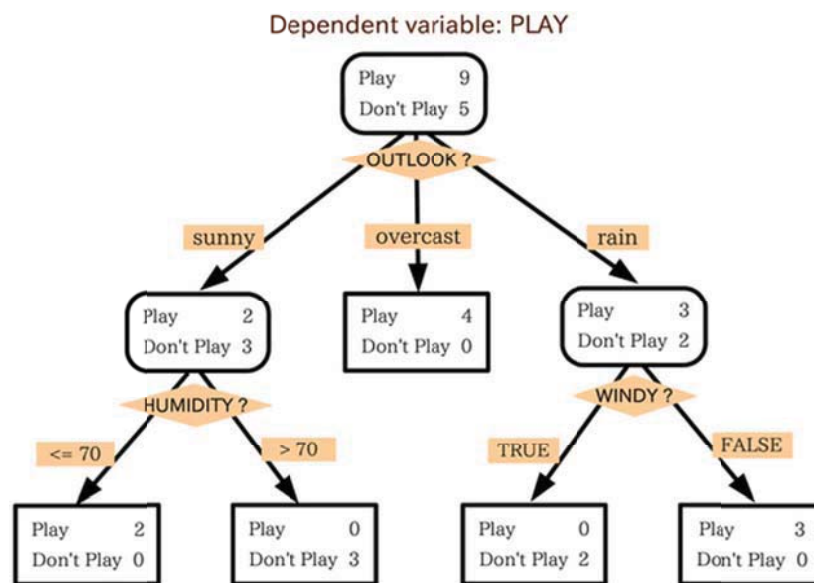 Dependent variable: PLAY
Play 9
Don't Play 5
OUTLOOK ?
sunny
overcast
rain
Play 2
Don't Play 3
Play 4
Don't Play 0
Play 3
Don't Play 2
HUMIDITY ?
WINDY ?
<= 70
> 70
TRUE
FALSE
Play 2
Don't Play 0
Play 0
Don't Play 3
Play 0
Don't Play 2
Play 3
Don't Play 0